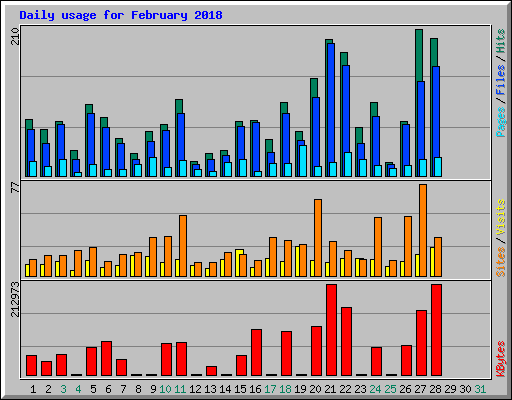 Daily usage for February 2018
210
Pages / Files / Hits
77
Sites / Visits
212973
KBytes
1 2 3 4 5 6 7 8 9 10 11 12 13 14 15 16 17 18 19 20 21 22 23 24 25 26 27 28 29 30 31